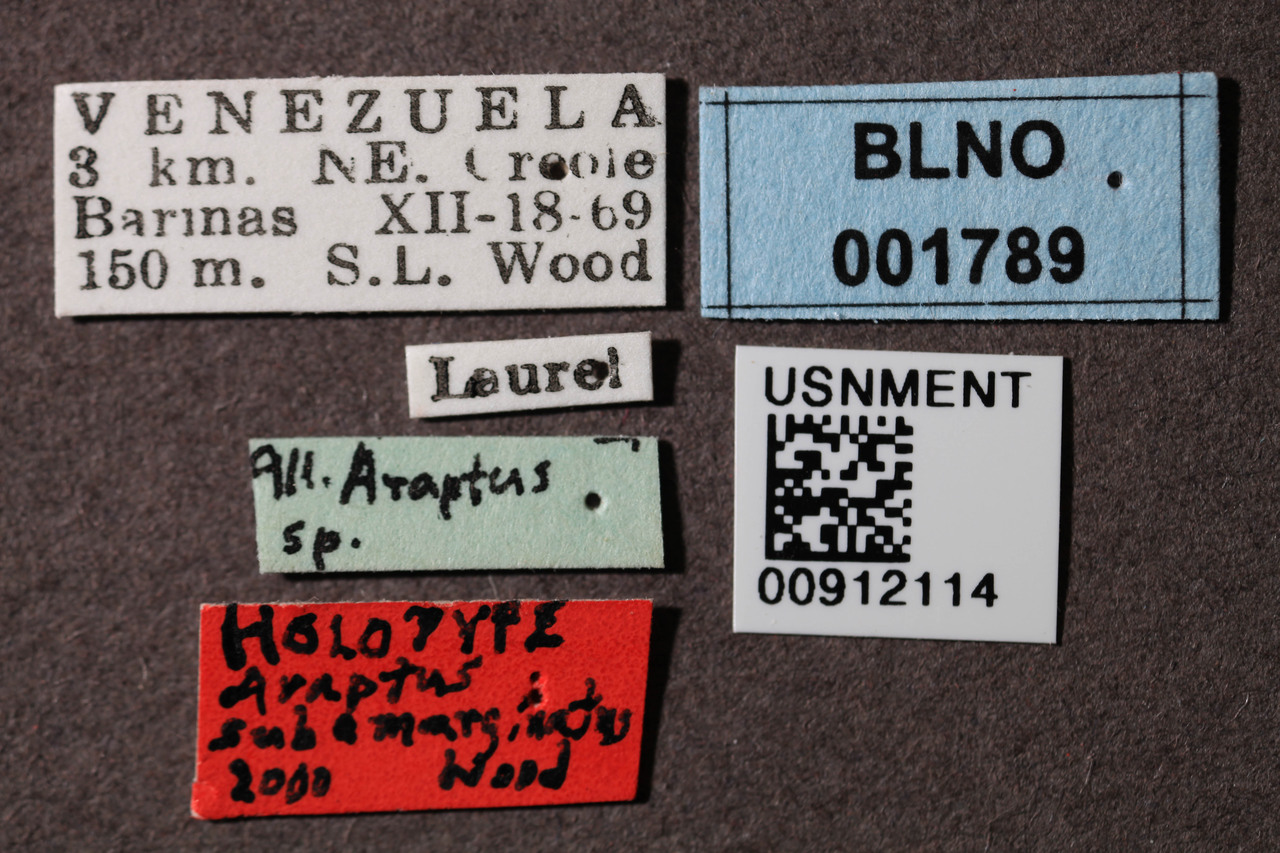 VENEZUELA
3 km. NE. Creole
Barinas XII-18-69
150 m. S.L. Wood
BLNO
001789
Laurel
All. Araptus
sp.
USNMENT
00912114
HOLOTYPE
Araptus
subemarginatus
2000 Wood